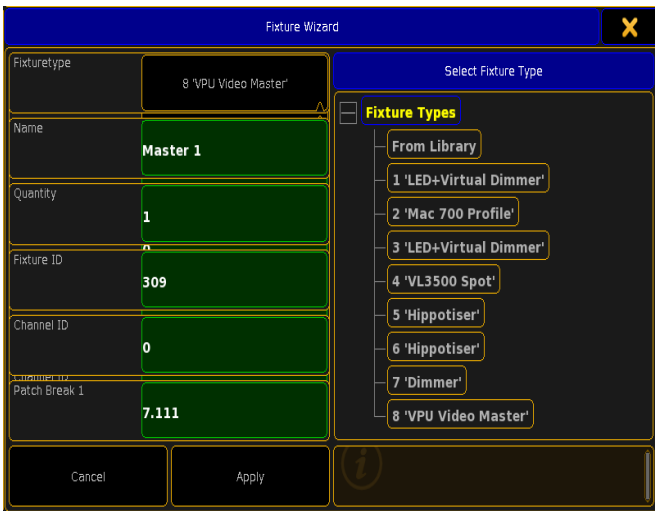 Fixture Wizard
Fixturetype
8 'VPU Video Master'
Name
Master 1
Quantity
1
Fixture ID
309
Channel ID
0
Patch Break 1
7.111
Cancel
Apply
Select Fixture Type
Fixture Types
From Library
1 'LED+Virtual Dimmer'
2 'Mac 700 Profile'
3 'LED+Virtual Dimmer'
4 'VL3500 Spot'
5 'Hippotiser'
6 'Hippotiser'
7 'Dimmer'
8 'VPU Video Master'